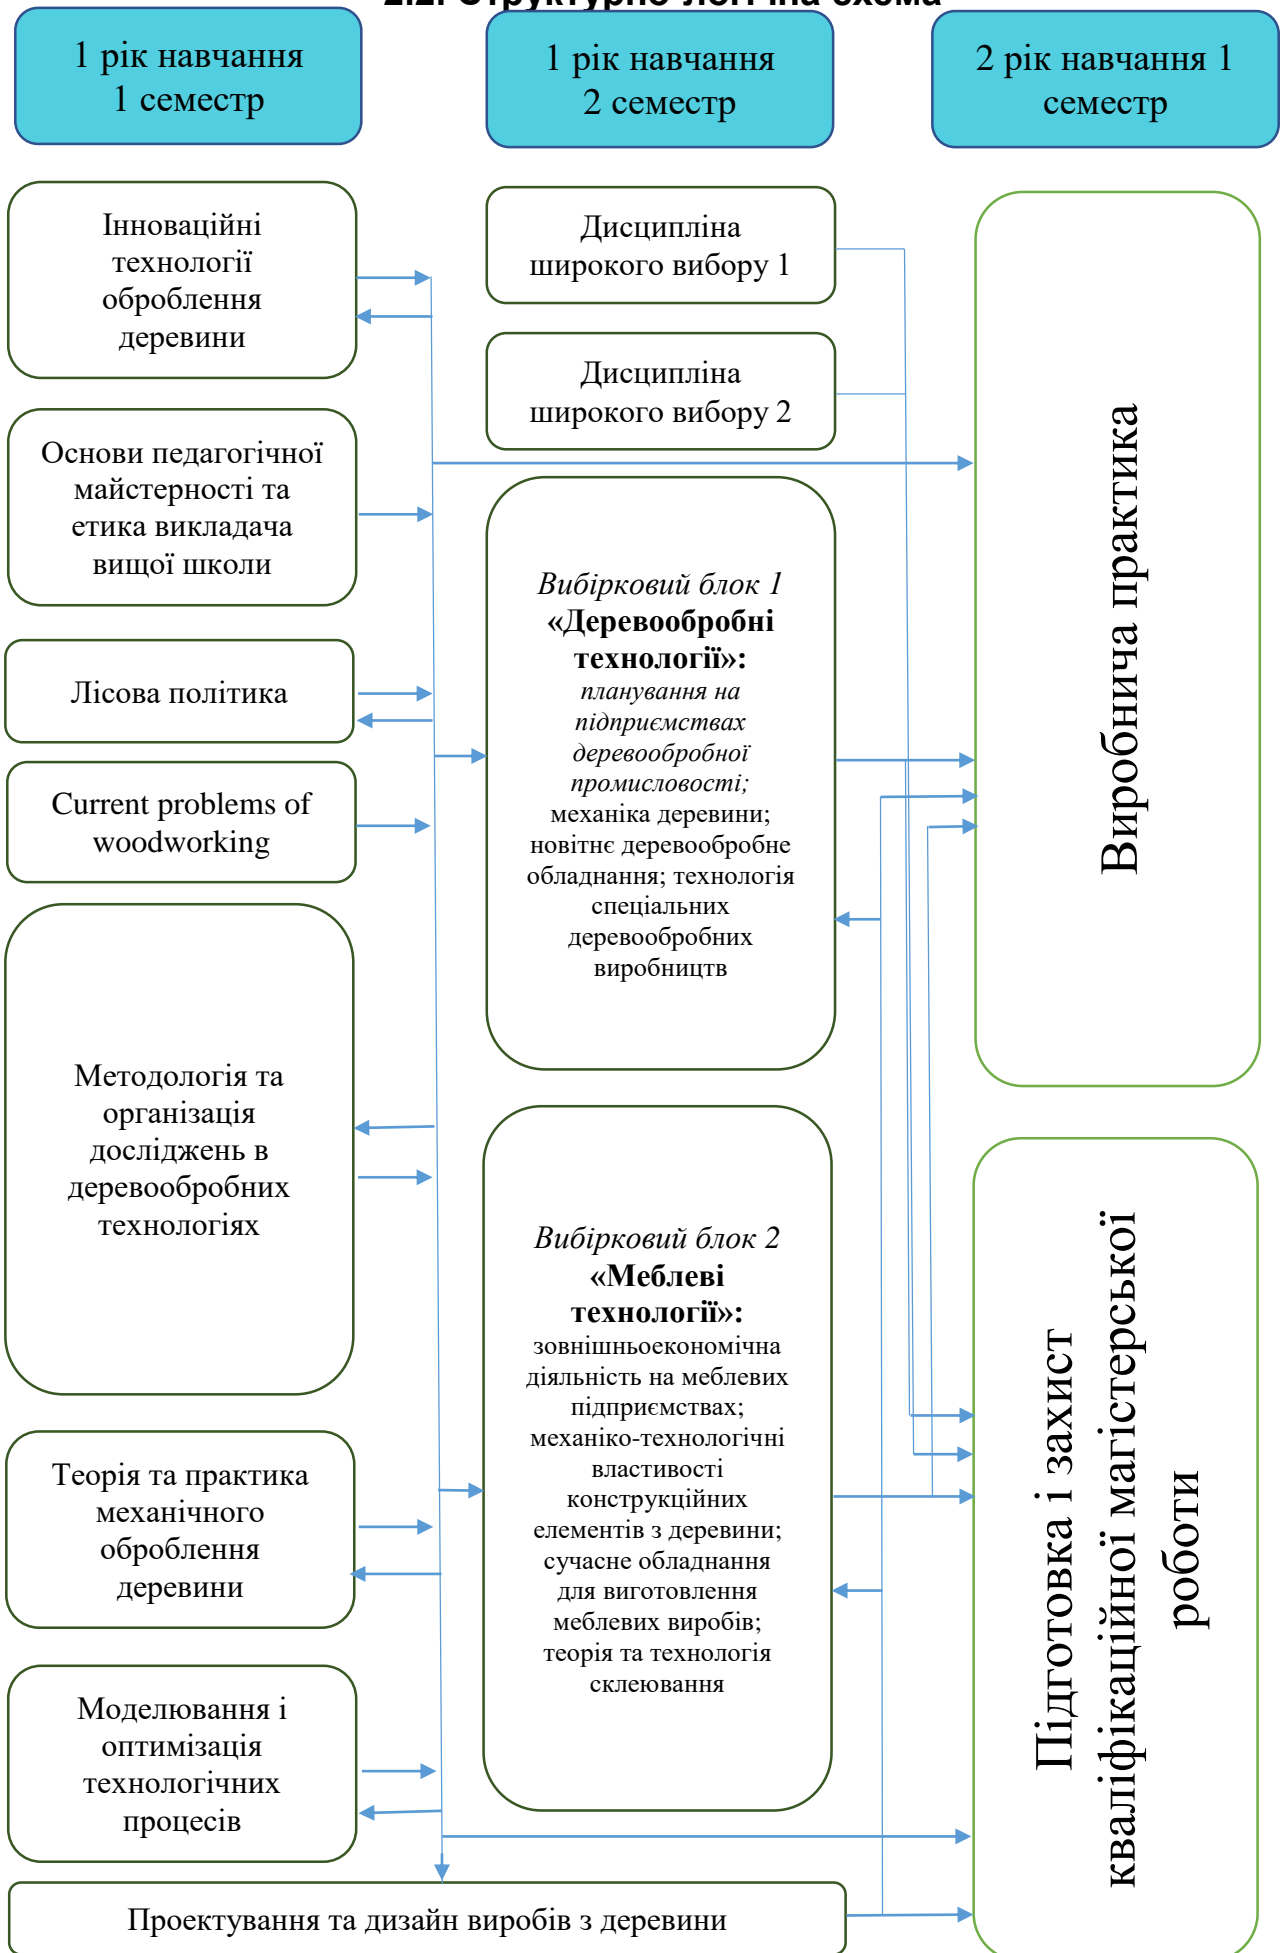 2.2. Структурно-логічна схема
1 рік навчання
1 семестр
1 рік навчання
2 семестр
2 рік навчання 1
семестр
Інноваційні
технології
оброблення
деревини
Основи педагогічної
майстерності та
етика викладача
вищої школи
Лісова політика
Current problems of
woodworking
Методологія та
організація
досліджень в
деревообробних
технологіях
Теорія та практика
механічного
оброблення
деревини
Моделювання і
оптимізація
технологічних
процесів
Проектування та дизайн виробів з деревини
Дисципліна
широкого вибору 1
Дисципліна
широкого вибору 2
Вибірковий блок 1
«Деревообробні
технології»:
планування на
підприємствах
деревообробної
промисловості;
механіка деревини;
новітнє деревообробне
обладнання; технологія
спеціальних
деревообробних
виробництв
Вибірковий блок 2
«Меблеві
технології»:
зовнішньоекономічна
діяльність на меблевих
підприємствах;
механіко-технологічні
властивості
конструкційних
елементів з деревини;
сучасне обладнання
для виготовлення
меблевих виробів;
теорія та технологія
склеювання
Виробнича практика
Підготовка і захист
кваліфікаційної магістерської
роботи